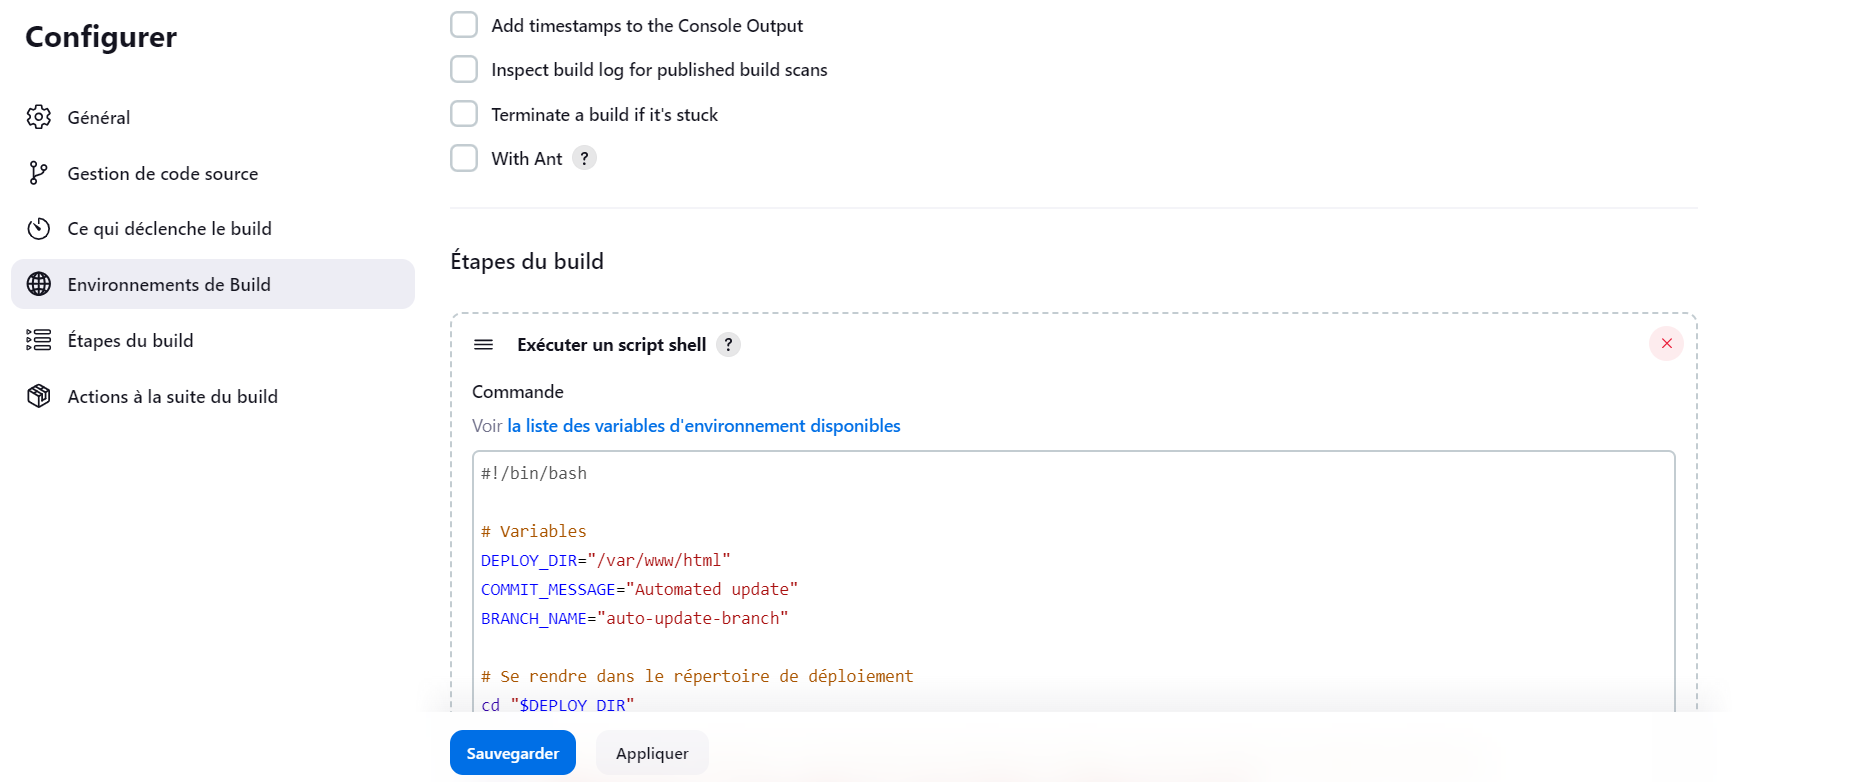 Configurer
Général
Gestion de code source
Ce qui déclenche le build
Environnements de Build
Étapes du build
Actions à la suite du build
Add timestamps to the Console Output
Inspect build log for published build scans
Terminate a build if it's stuck
With Ant ?
Étapes du build
Exécuter un script shell ?
Commande
Voir la liste des variables d'environnement disponibles
#!/bin/bash
# Variables
DEPLOY_DIR="/var/www/html"
COMMIT_MESSAGE="Automated update"
BRANCH_NAME="auto-update-branch"
# Se rendre dans le répertoire de déploiement
cd "$DEPLOY_DIR"
Sauvegarder
Appliquer